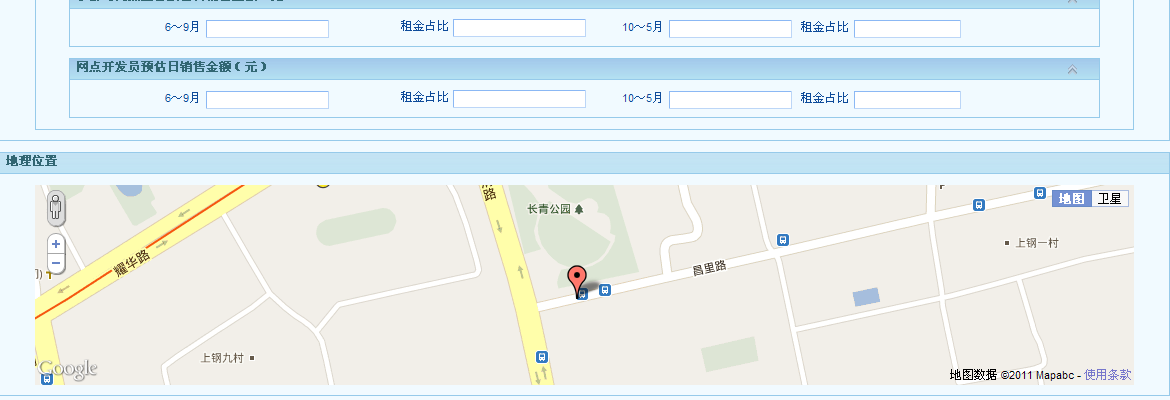 6～9月 租金占比 10～5月 租金占比
网点开发员预估日销售金额（元）
6～9月 租金占比 10～5月 租金占比
地理位置
地图 卫星
长青公园
上钢一村
耀华路
昌里路
路
上钢九村
Google
地图数据 ©2011 Mapabc - 使用条款